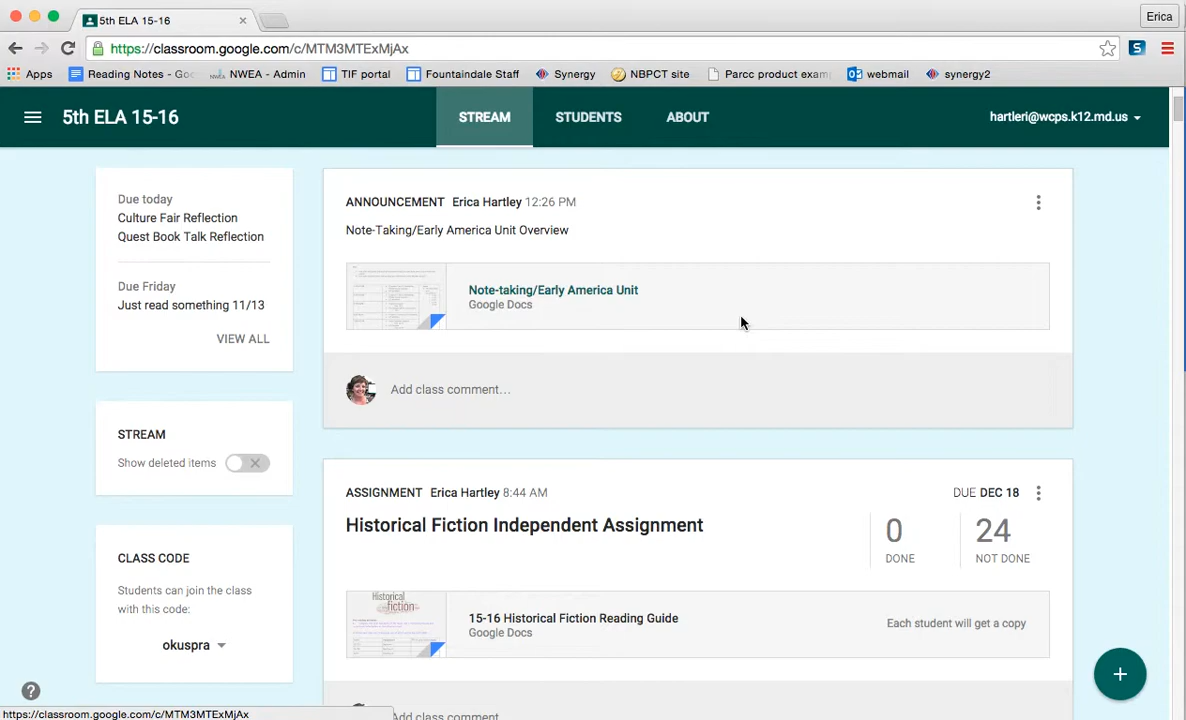 5th ELA 15-16
Erica
https://classroom.google.com/c/MTM3MTExMjAx
Apps Reading Notes - Goo NWEA - Admin TIF portal Fountaindale Staff Synergy NBPCT site Parcc product exam webmail synergy2
5th ELA 15-16 STREAM STUDENTS ABOUT hartleri@wcps.k12.md.us
Due today
Culture Fair Reflection
Quest Book Talk Reflection
Due Friday
Just read something 11/13
VIEW ALL
STREAM
Show deleted items
CLASS CODE
Students can join the class
with this code:
okuspra
ANNOUNCEMENT Erica Hartley 12:26 PM
Note-Taking/Early America Unit Overview
Note-taking/Early America Unit
Google Docs
Add class comment…
ASSIGNMENT Erica Hartley 8:44 AM DUE DEC 18
Historical Fiction Independent Assignment
0 24
DONE NOT DONE
Historical
fiction
15-16 Historical Fiction Reading Guide
Google Docs
Each student will get a copy
Add class comment
+
?
https://classroom.google.com/c/MTM3MTExMjAx